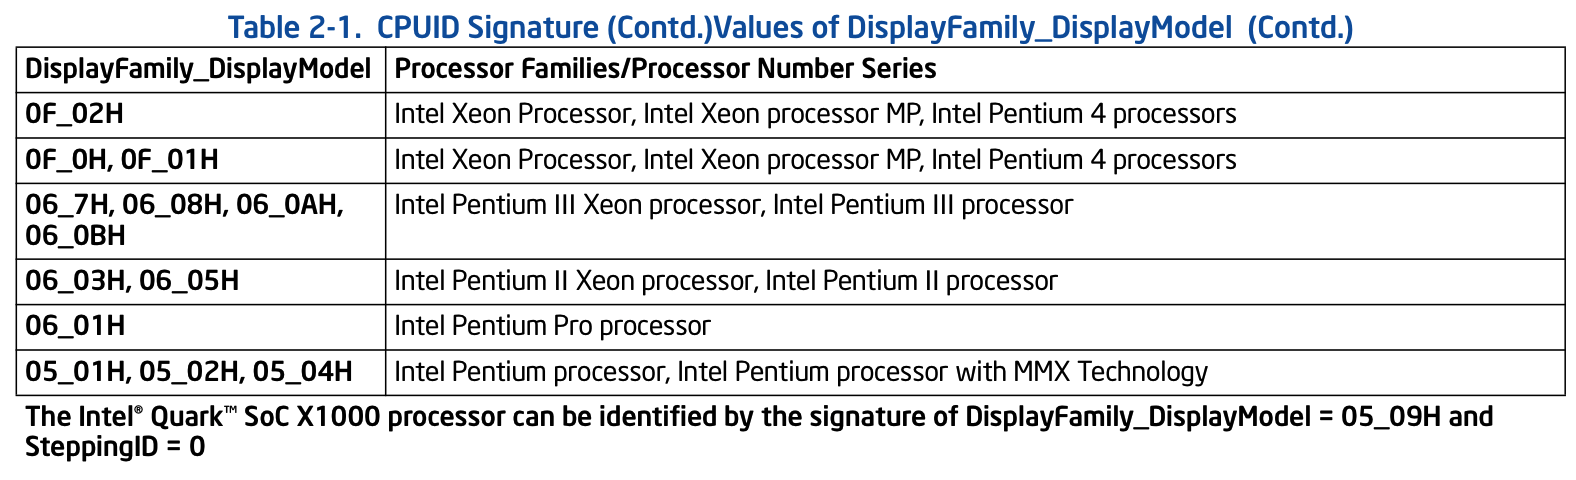 Table 2-1. CPUID Signature (Contd.)Values of DisplayFamily_DisplayModel (Contd.)
DisplayFamily_DisplayModel Processor Families/Processor Number Series
0F_02H Intel Xeon Processor, Intel Xeon processor MP, Intel Pentium 4 processors
0F_0H, 0F_01H Intel Xeon Processor, Intel Xeon processor MP, Intel Pentium 4 processors
06_7H, 06_08H, 06_0AH, Intel Pentium III Xeon processor, Intel Pentium III processor
06_0BH
06_03H, 06_05H Intel Pentium II Xeon processor, Intel Pentium II processor
06_01H Intel Pentium Pro processor
05_01H, 05_02H, 05_04H Intel Pentium processor, Intel Pentium processor with MMX Technology
The Intel® Quark™ SoC X1000 processor can be identified by the signature of DisplayFamily_DisplayModel = 05_09H and
SteppingID = 0